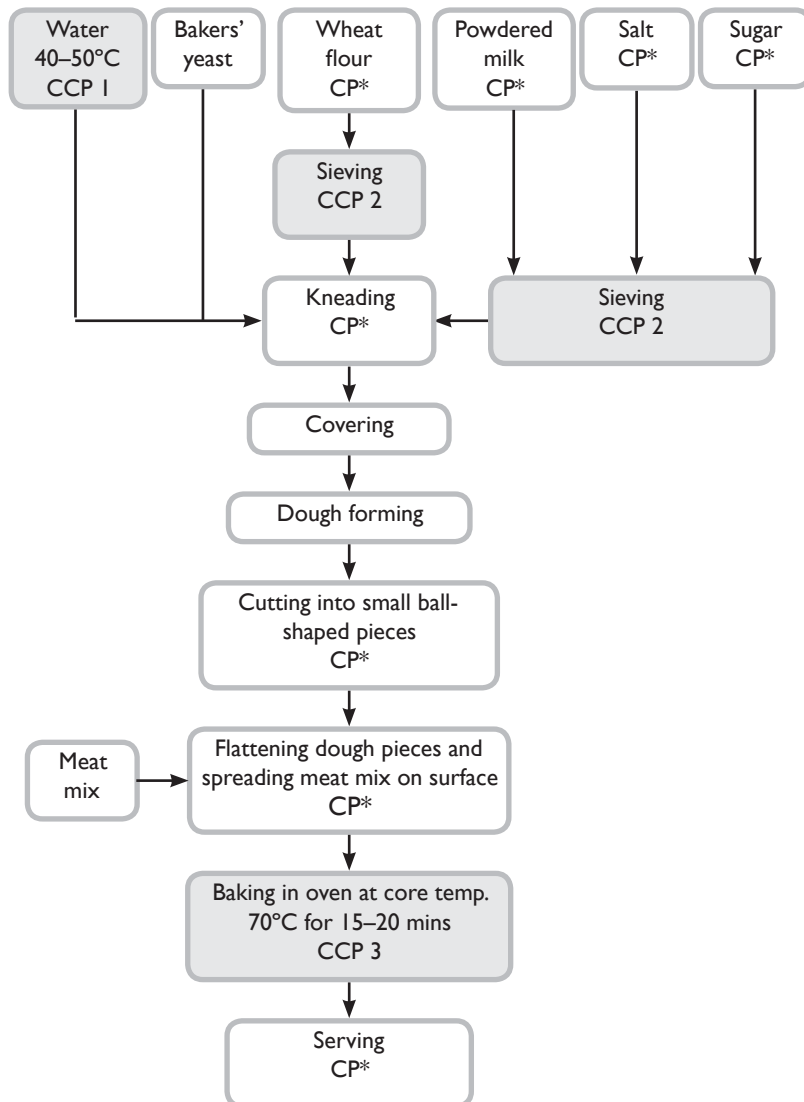 Water
40–50ºC
CCP 1
Bakers'
yeast
Wheat
flour
CP*
Powdered
milk
CP*
Salt
CP*
Sugar
CP*
Sieving
CCP 2
Kneading
CP*
Sieving
CCP 2
Covering
Dough forming
Cutting into small ball-
shaped pieces
CP*
Meat
mix
Flattening dough pieces and
spreading meat mix on surface
CP*
Baking in oven at core temp.
70ºC for 15–20 mins
CCP 3
Serving
CP*